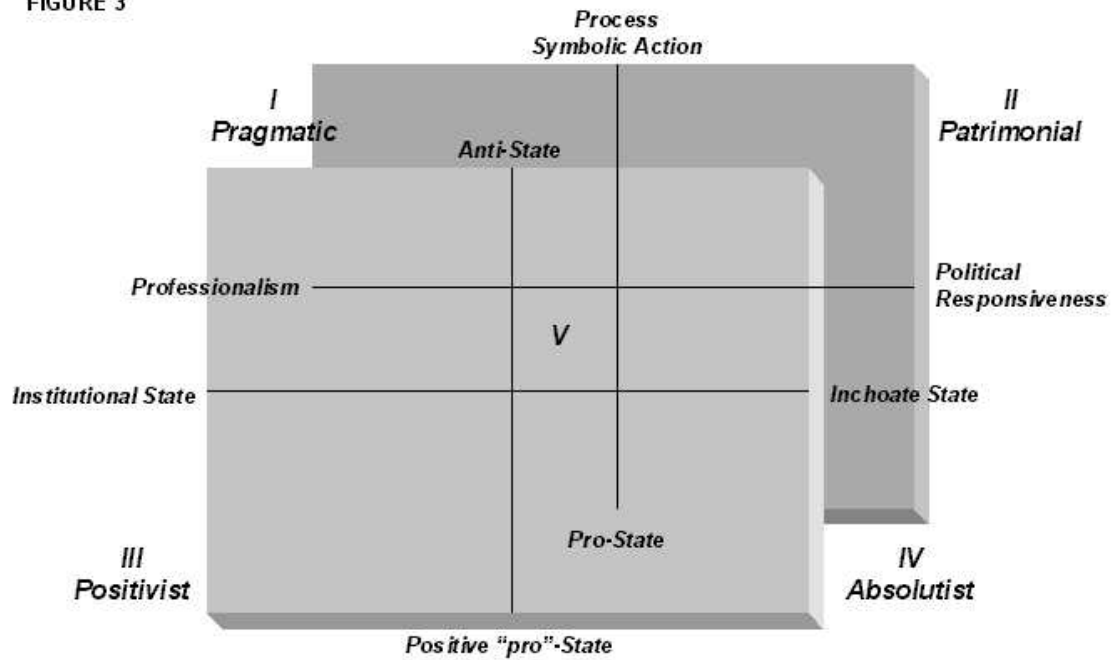 FIGURE 3
Process
Symbolic Action
I
Pragmatic
II
Patrimonial
Anti-State
Professionalism
Political
Responsiveness
V
Institutional State
Inchoate State
Pro-State
III
Positivist
IV
Absolutist
Positive “pro”-State